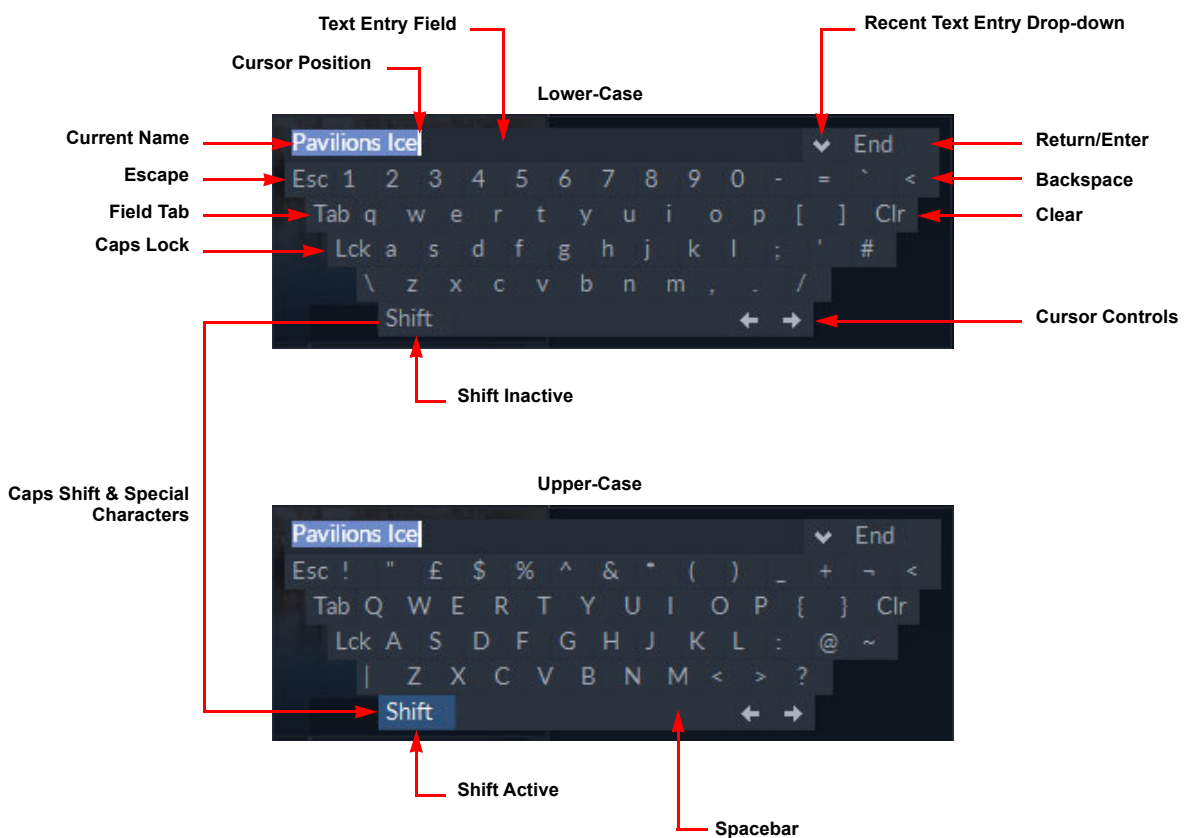 Text Entry Field
Recent Text Entry Drop-down
Cursor Position
Lower-Case
Current Name
Pavilions Ice
End
Return/Enter
Escape
Esc 1 2 3 4 5 6 7 8 9 0 - = ` <
Backspace
Field Tab
Tab q w e r t y u i o p [ ] Clr
Clear
Caps Lock
Lck a s d f g h j k l ; ' #
\ z x c v b n m , . /
Shift
Cursor Controls
Shift Inactive
Upper-Case
Caps Shift & Special
Characters
Pavilions Ice
End
Esc ! " £ $ % ^ & * ( ) _ + ¬ <
Tab Q W E R T Y U I O P { } Clr
Lck A S D F G H J K L : @ ~
| Z X C V B N M < > ?
Shift
Shift Active
Spacebar